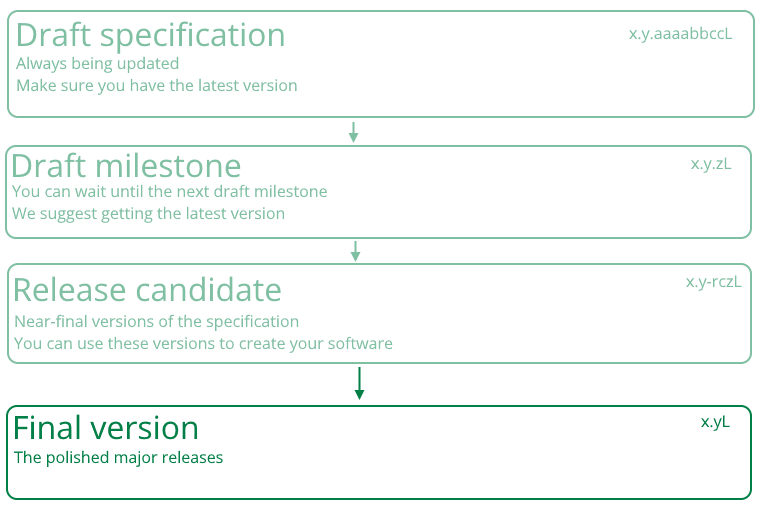 Draft specification
x.y.aaaabbccL
Always being updated
Make sure you have the latest version
Draft milestone
x.y.zL
You can wait until the next draft milestone
We suggest getting the latest version
Release candidate
x.y-rczL
Near-final versions of the specification
You can use these versions to create your software
Final version
x.yL
The polished major releases